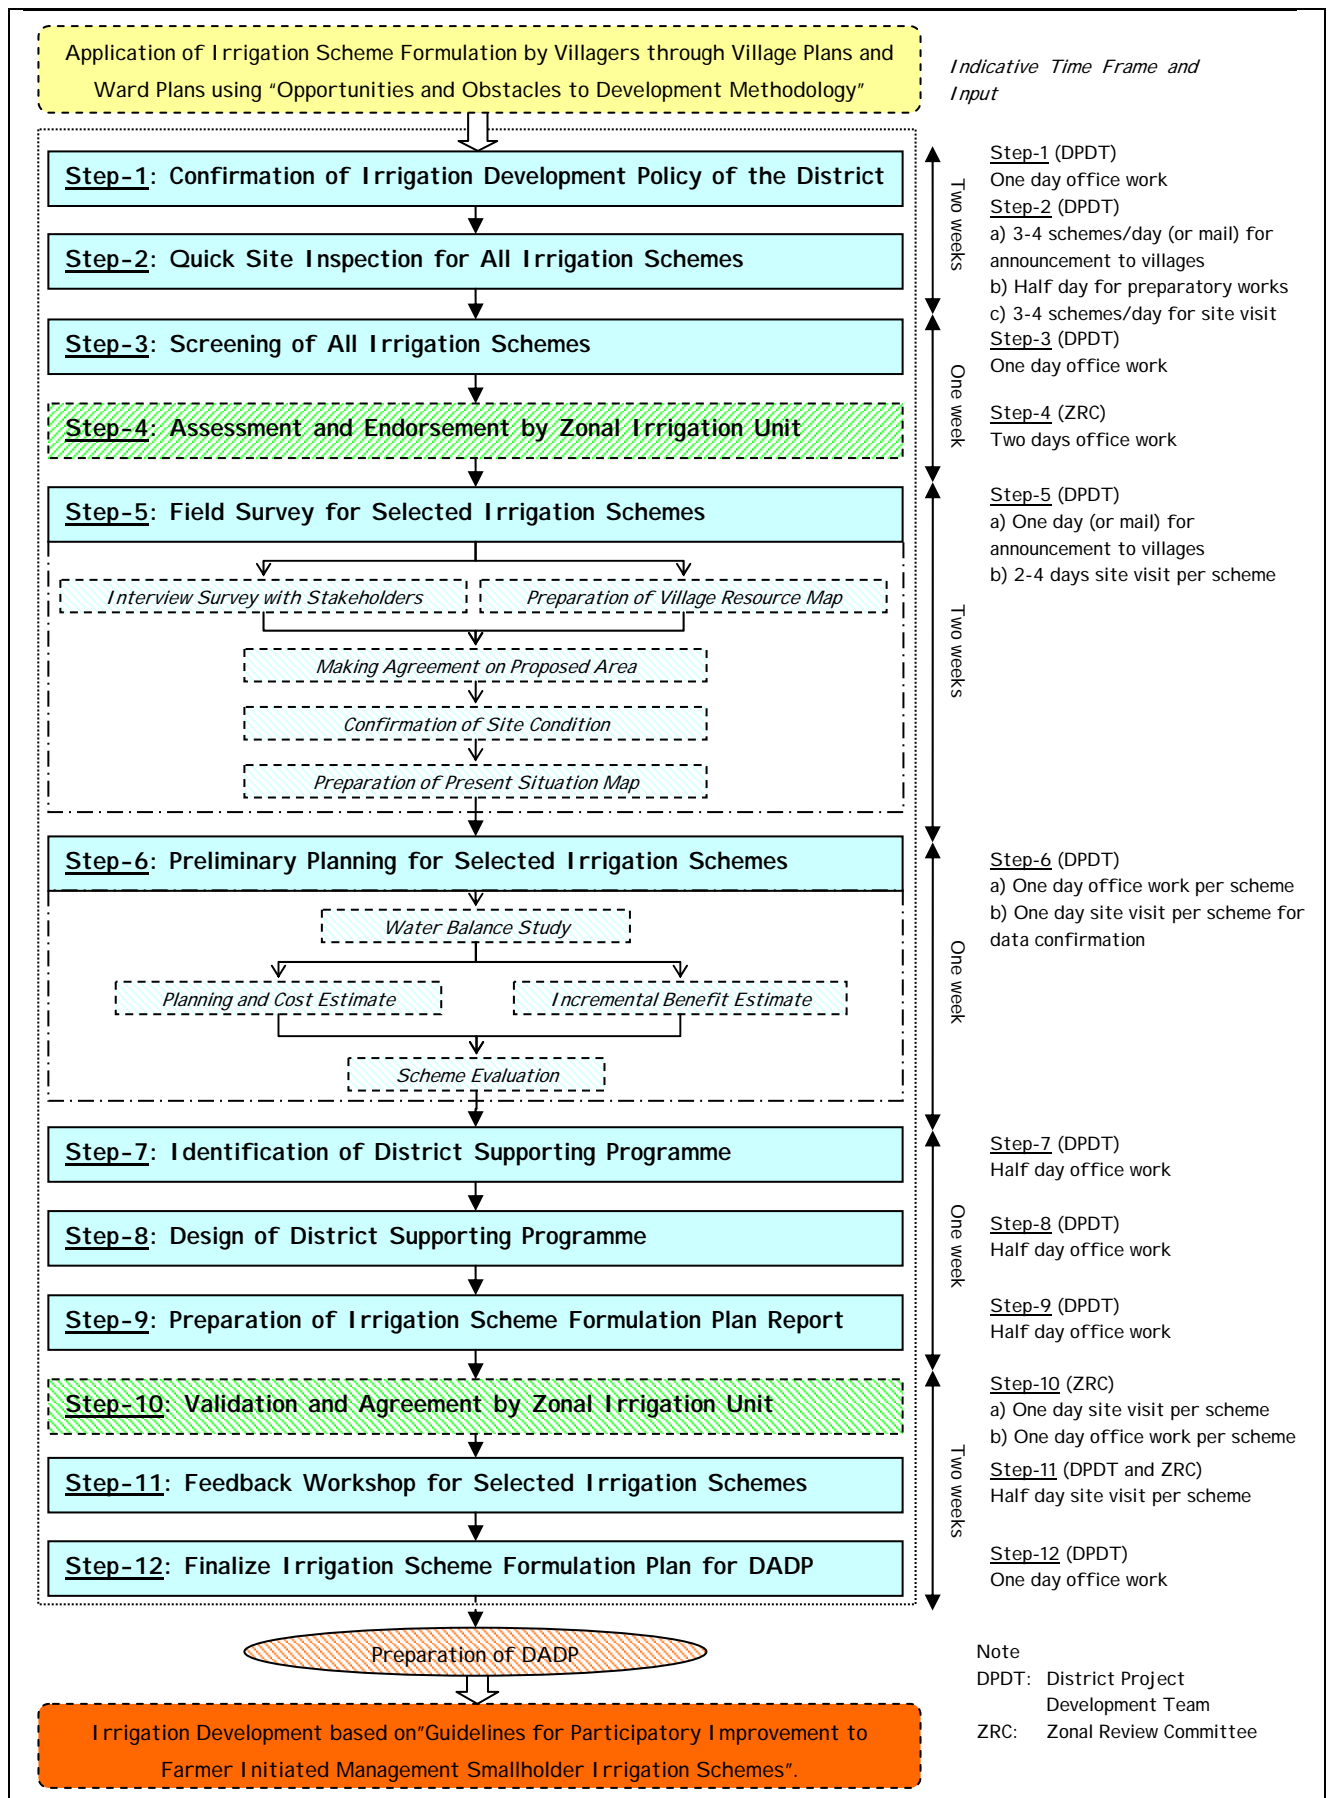 Application of Irrigation Scheme Formulation by Villagers through Village Plans and
Ward Plans using "Opportunities and Obstacles to Development Methodology"
Indicative Time Frame and
Input
Step-1: Confirmation of Irrigation Development Policy of the District
Step-2: Quick Site Inspection for All Irrigation Schemes
Step-3: Screening of All Irrigation Schemes
Step-4: Assessment and Endorsement by Zonal Irrigation Unit
Step-5: Field Survey for Selected Irrigation Schemes
Interview Survey with Stakeholders
Preparation of Village Resource Map
Making Agreement on Proposed Area
Confirmation of Site Condition
Preparation of Present Situation Map
Step-6: Preliminary Planning for Selected Irrigation Schemes
Water Balance Study
Planning and Cost Estimate
Incremental Benefit Estimate
Scheme Evaluation
Step-7: Identification of District Supporting Programme
Step-8: Design of District Supporting Programme
Step-9: Preparation of Irrigation Scheme Formulation Plan Report
Step-10: Validation and Agreement by Zonal Irrigation Unit
Step-11: Feedback Workshop for Selected Irrigation Schemes
Step-12: Finalize Irrigation Scheme Formulation Plan for DADP
Preparation of DADP
Irrigation Development based on"Guidelines for Participatory Improvement to
Farmer Initiated Management Smallholder Irrigation Schemes".
Two weeks
One week
Two weeks
One week
One week
Two weeks
Step-1 (DPDT)
One day office work
Step-2 (DPDT)
a) 3-4 schemes/day (or mail) for
announcement to villages
b) Half day for preparatory works
c) 3-4 schemes/day for site visit
Step-3 (DPDT)
One day office work
Step-4 (ZRC)
Two days office work
Step-5 (DPDT)
a) One day (or mail) for
announcement to villages
b) 2-4 days site visit per scheme
Step-6 (DPDT)
a) One day office work per scheme
b) One day site visit per scheme for
data confirmation
Step-7 (DPDT)
Half day office work
Step-8 (DPDT)
Half day office work
Step-9 (DPDT)
Half day office work
Step-10 (ZRC)
a) One day site visit per scheme
b) One day office work per scheme
Step-11 (DPDT and ZRC)
Half day site visit per scheme
Step-12 (DPDT)
One day office work
Note
DPDT: District Project
Development Team
ZRC: Zonal Review Committee